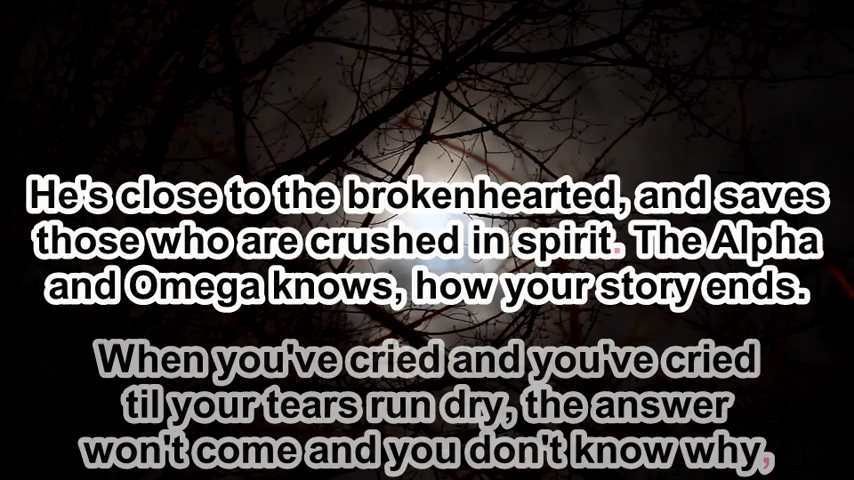 He's close to the brokenhearted, and saves
those who are crushed in spirit. The Alpha
and Omega knows, how your story ends.
When you've cried and you've cried
til your tears run dry, the answer
won't come and you don't know why,